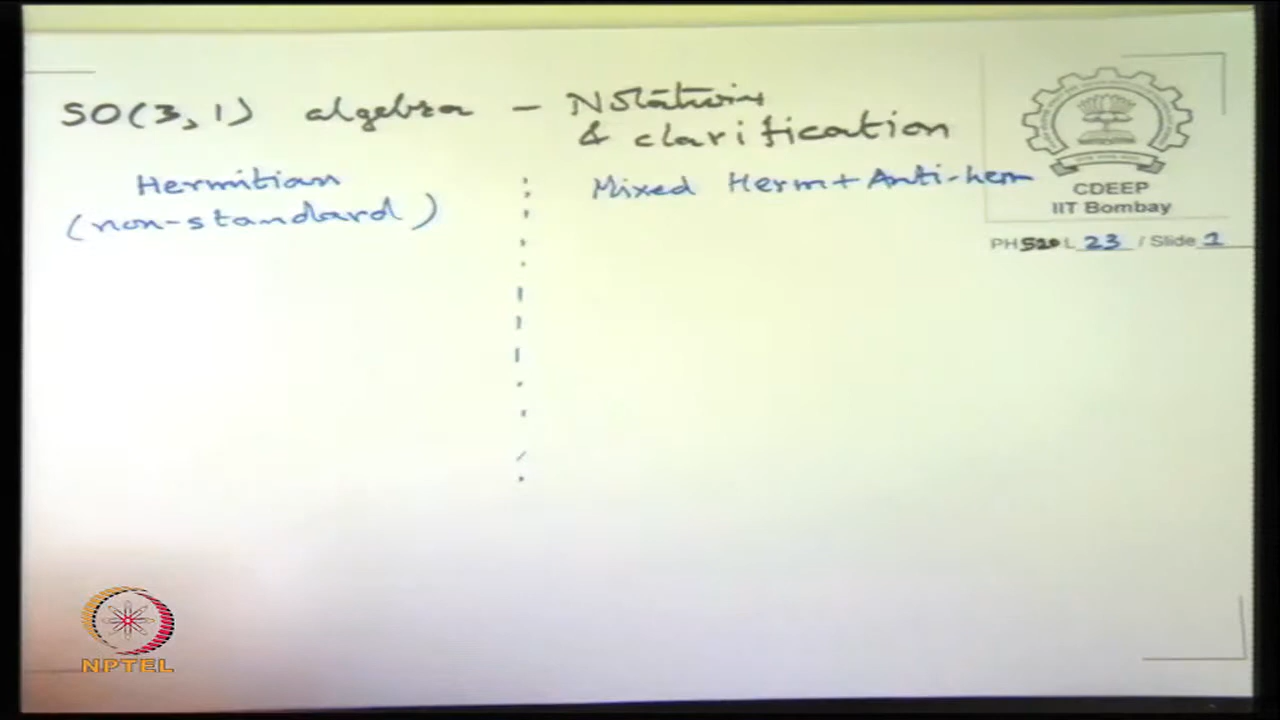 SO(3,1) algebra - Notations
& clarification
Hermitian : Mixed Herm + Anti-herm
(non-standard)
CDEEP
IIT Bombay
PH 520 L 23 / Slide 1
NPTEL